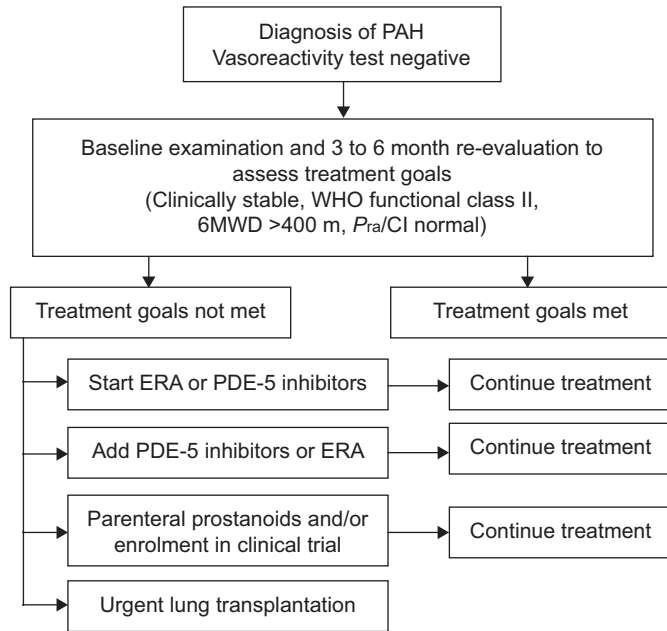 Diagnosis of PAH
Vasoreactivity test negative
Baseline examination and 3 to 6 month re-evaluation to
assess treatment goals
(Clinically stable, WHO functional class II,
6MWD >400 m, Pra/CI normal)
Treatment goals not met
Treatment goals met
Start ERA or PDE-5 inhibitors
Continue treatment
Add PDE-5 inhibitors or ERA
Continue treatment
Parenteral prostanoids and/or
enrolment in clinical trial
Continue treatment
Urgent lung transplantation